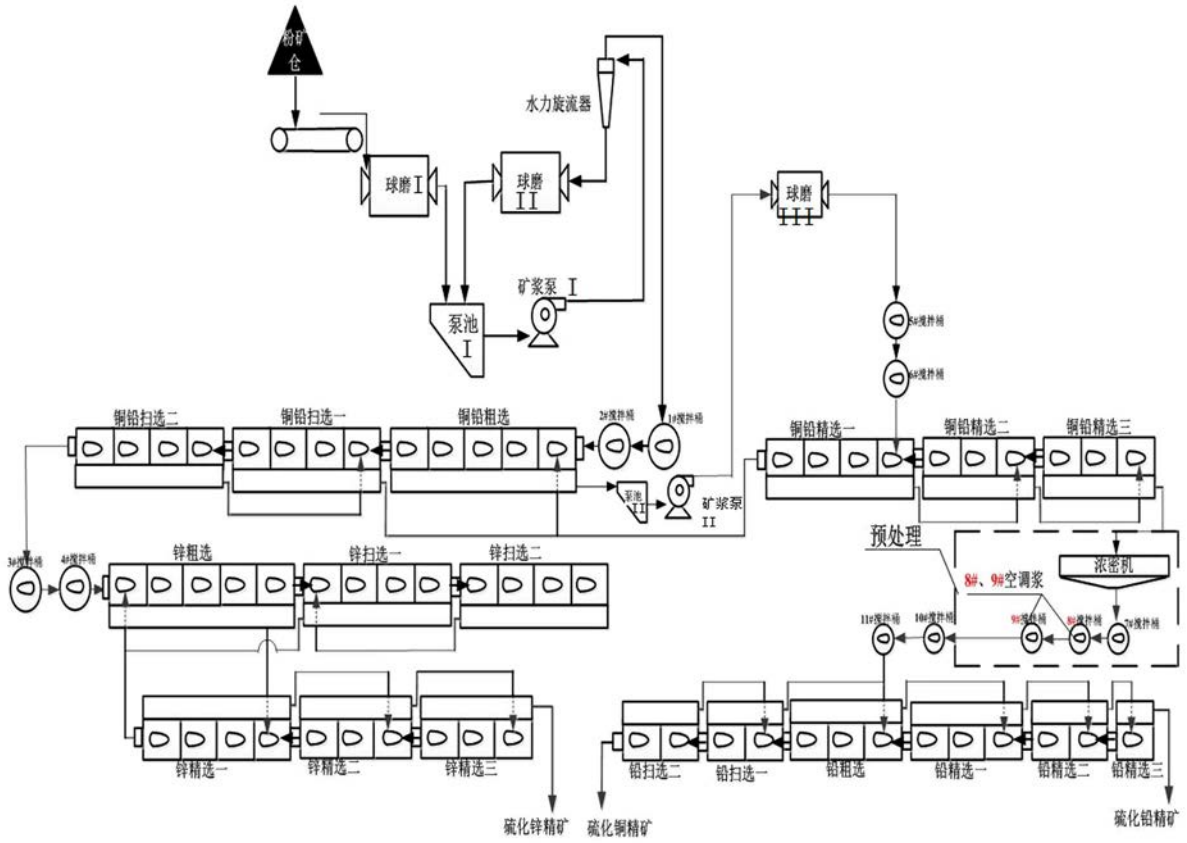 粉矿
仓
水力旋流器
球磨 I
球磨
II
球磨
III
矿浆泵 I
泵池
I
5#搅拌桶
6#搅拌桶
铜铅扫选二
铜铅扫选一
铜铅粗选
2#搅拌桶
1#搅拌桶
铜铅精选一
铜铅精选二
铜铅精选三
泵池
II
矿浆泵
II
预处理
浓密机
8#、9#空调浆
3#搅拌桶
4#搅拌桶
锌粗选
锌扫选一
锌扫选二
11#搅拌桶
10#搅拌桶
9#搅拌桶
8#搅拌桶
7#搅拌桶
锌精选一
锌精选二
锌精选三
铅扫选二
铅扫选一
铅粗选
铅精选一
铅精选二
铅精选三
硫化锌精矿
硫化铜精矿
硫化铅精矿